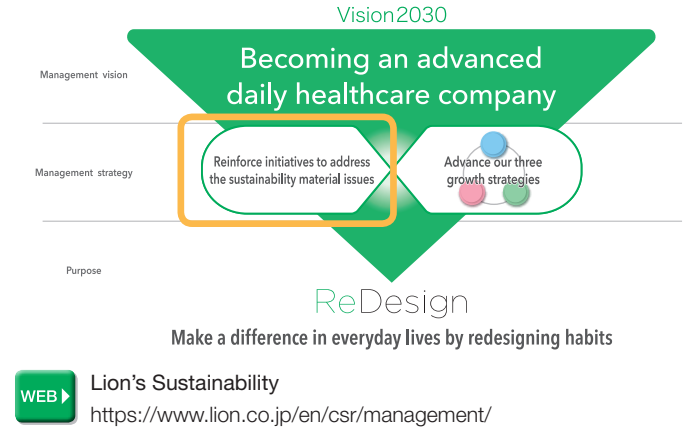 Vision2030
Management vision
Becoming an advanced
daily healthcare company
Management strategy
Reinforce initiatives to address
the sustainability material issues
Advance our three
growth strategies
Purpose
ReDesign
Make a difference in everyday lives by redesigning habits
WEB
Lion's Sustainability
https://www.lion.co.jp/en/csr/management/